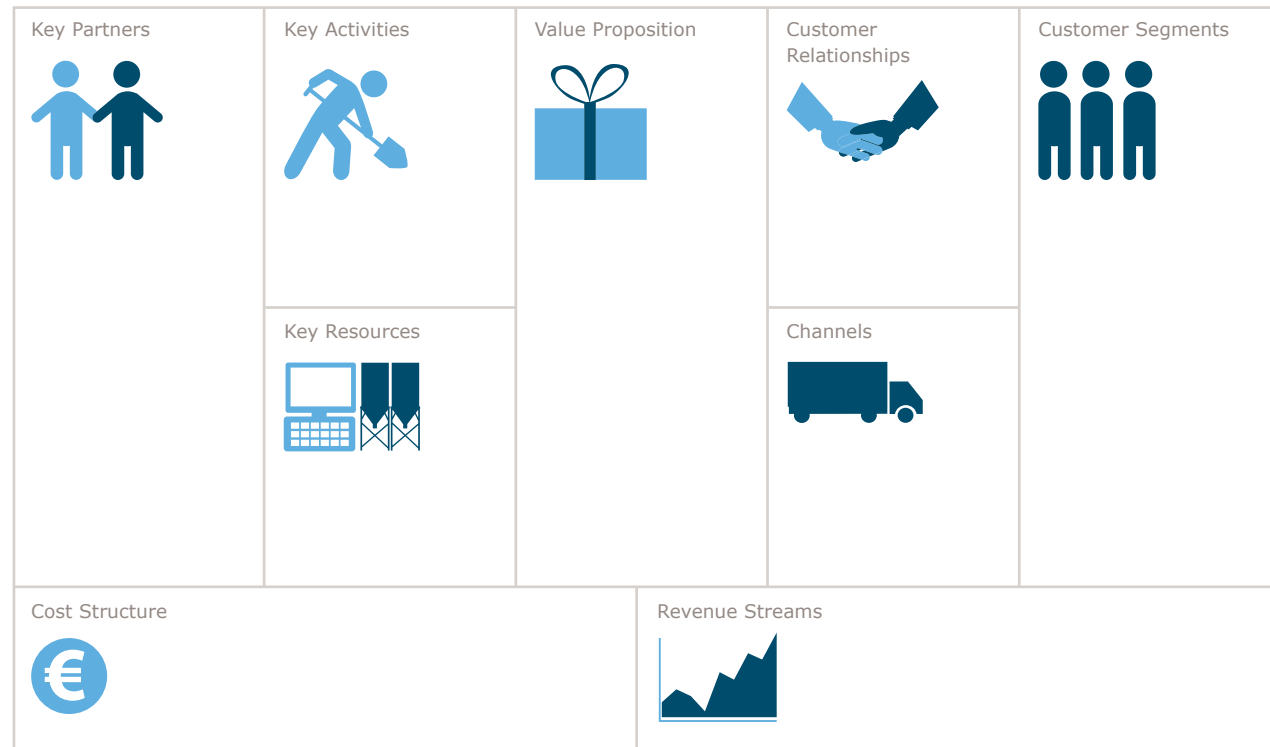 Key Partners
Key Activities
Value Proposition
Customer
Relationships
Customer Segments
Key Resources
Channels
Cost Structure
€
Revenue Streams